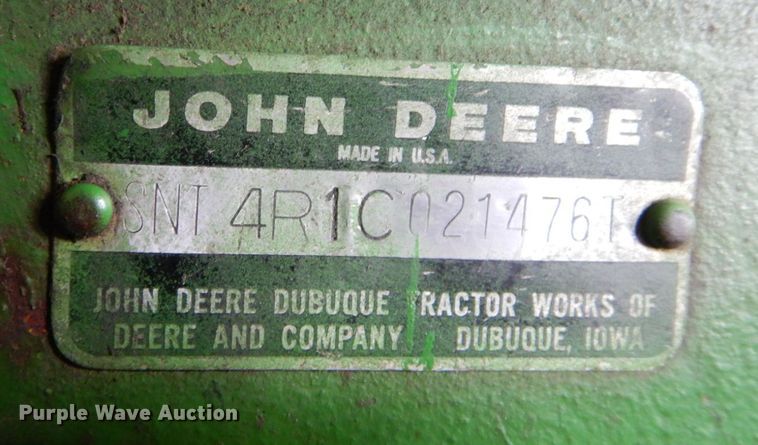 JOHN DEERE
MADE IN U.S.A.
SNT 4R1C021476T
JOHN DEERE DUBUQUE TRACTOR WORKS OF
DEERE AND COMPANY DUBUQUE, IOWA
Purple Wave Auction